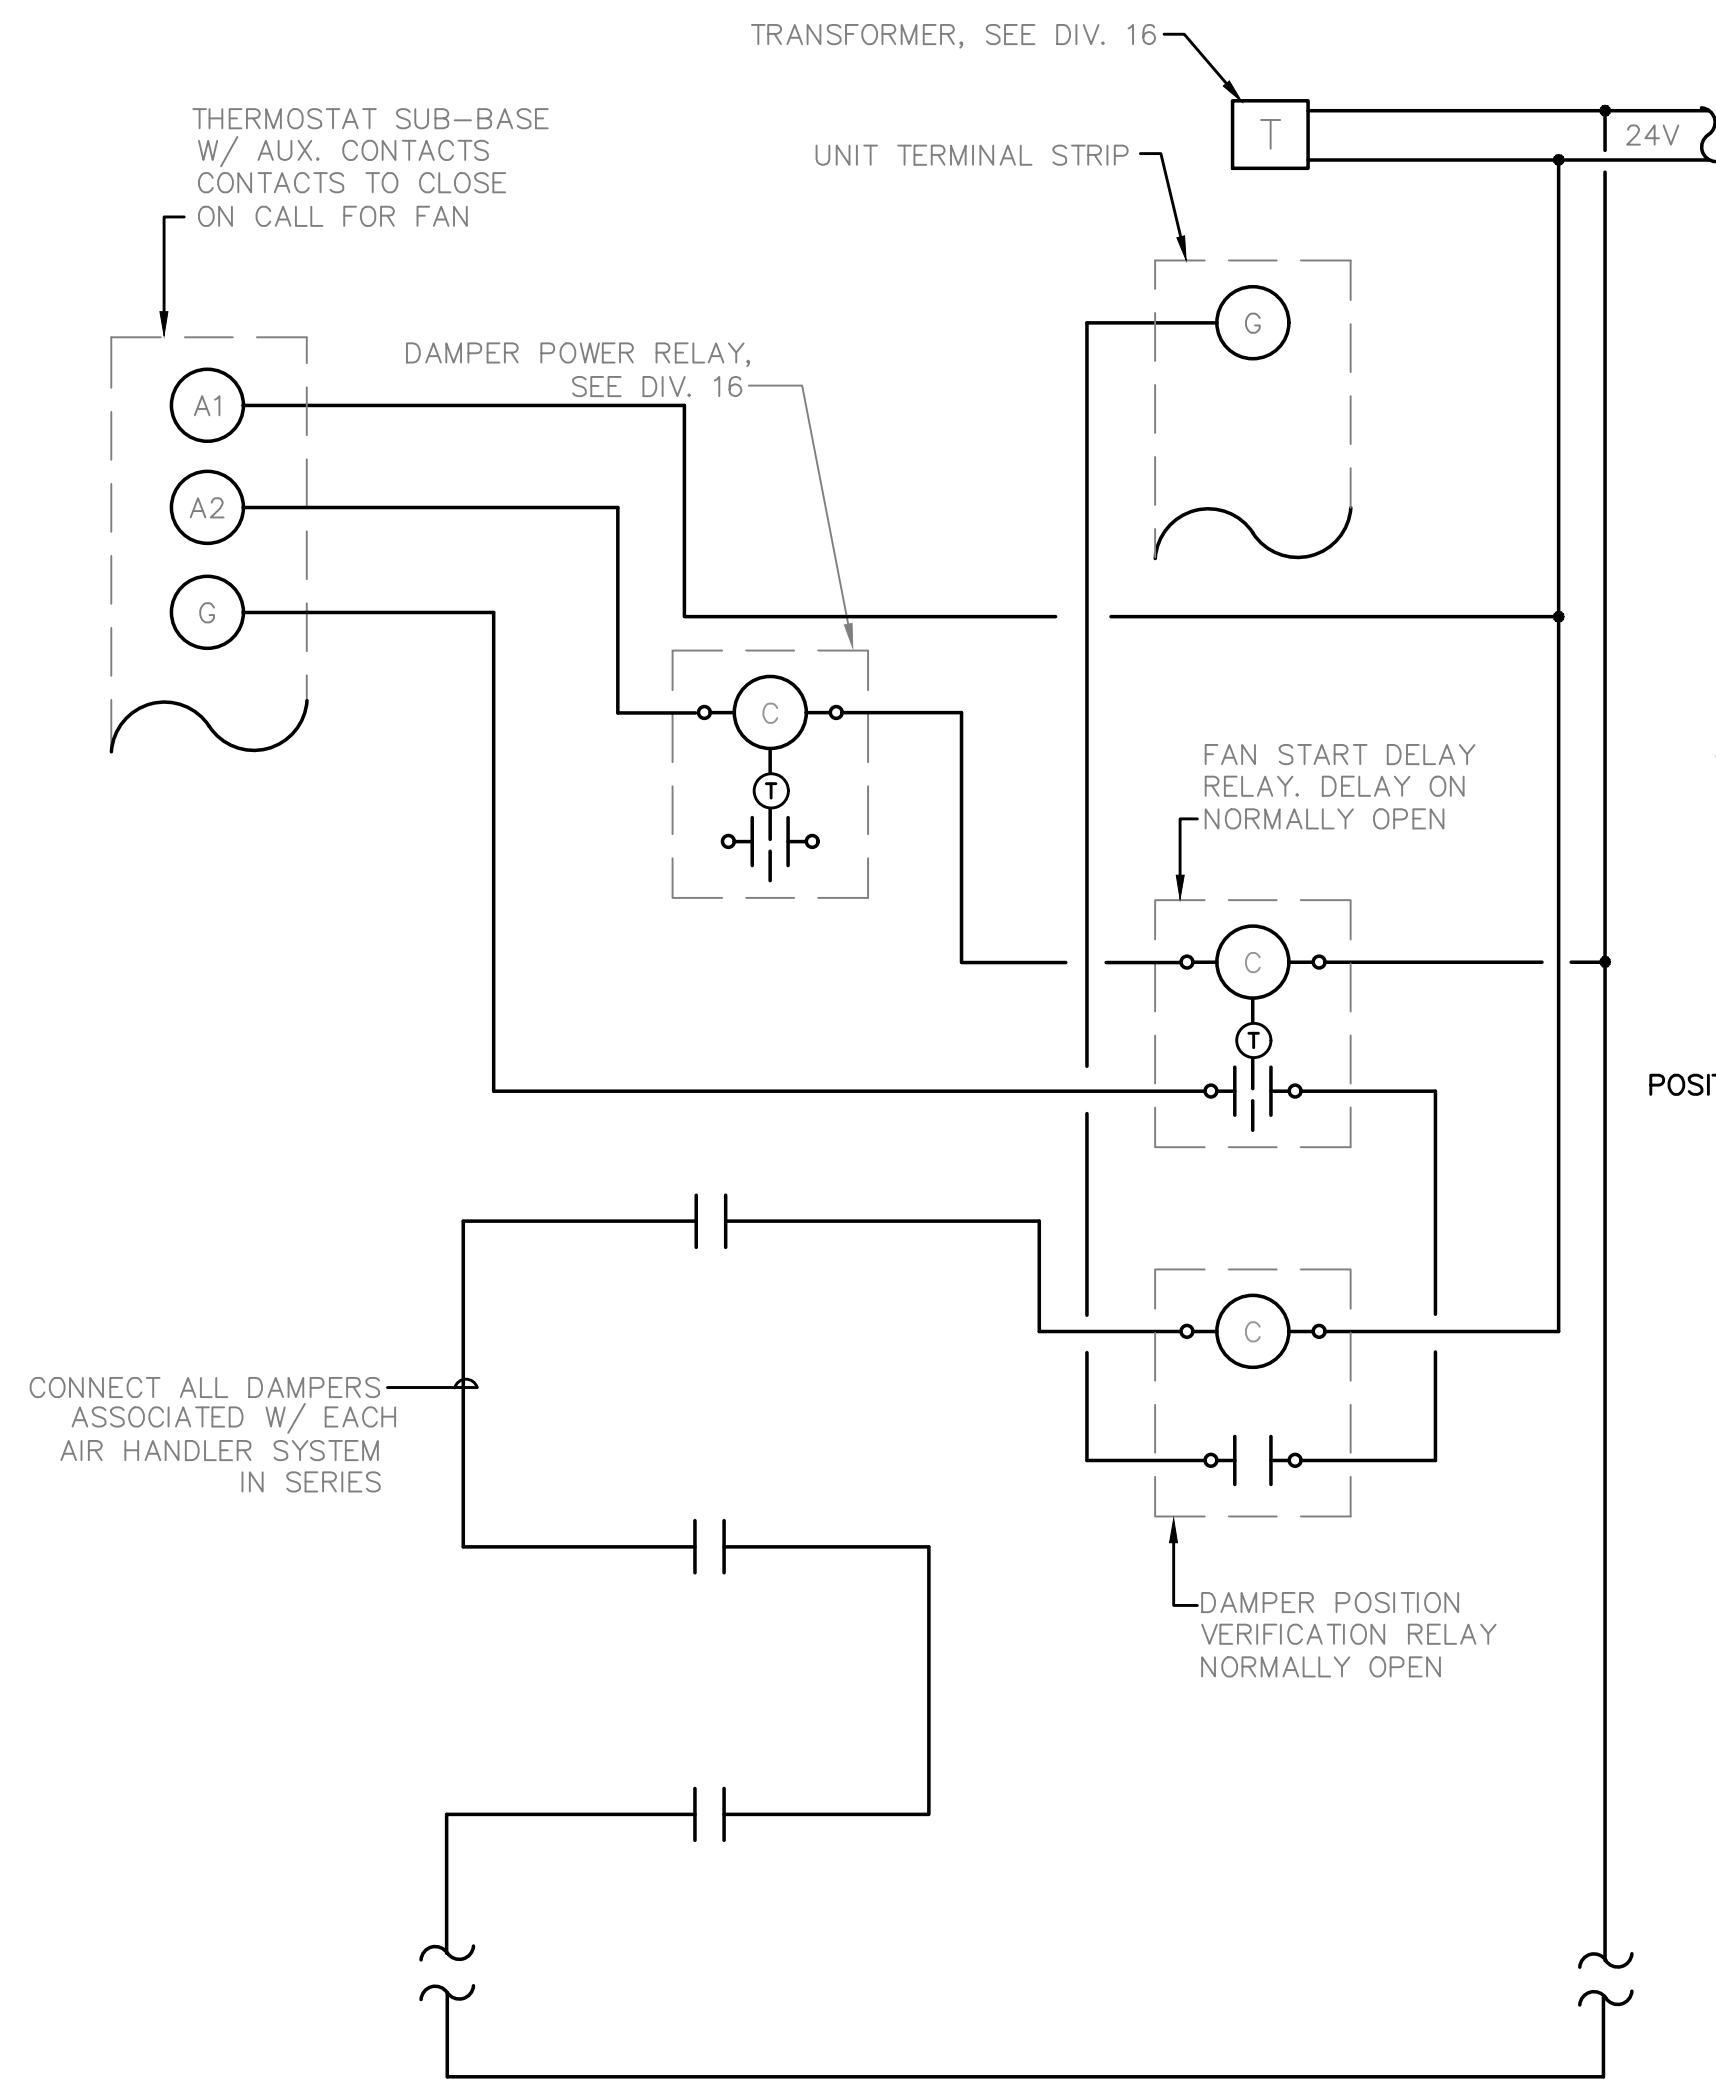 TRANSFORMER, SEE DIV. 16
T
24V
THERMOSTAT SUB-BASE
W/ AUX. CONTACTS
CONTACTS TO CLOSE
ON CALL FOR FAN
UNIT TERMINAL STRIP
G
DAMPER POWER RELAY,
SEE DIV. 16
A1
A2
G
C
T
FAN START DELAY
RELAY. DELAY ON
NORMALLY OPEN
C
T
POSIT
C
CONNECT ALL DAMPERS
ASSOCIATED W/ EACH
AIR HANDLER SYSTEM
IN SERIES
DAMPER POSITION
VERIFICATION RELAY
NORMALLY OPEN